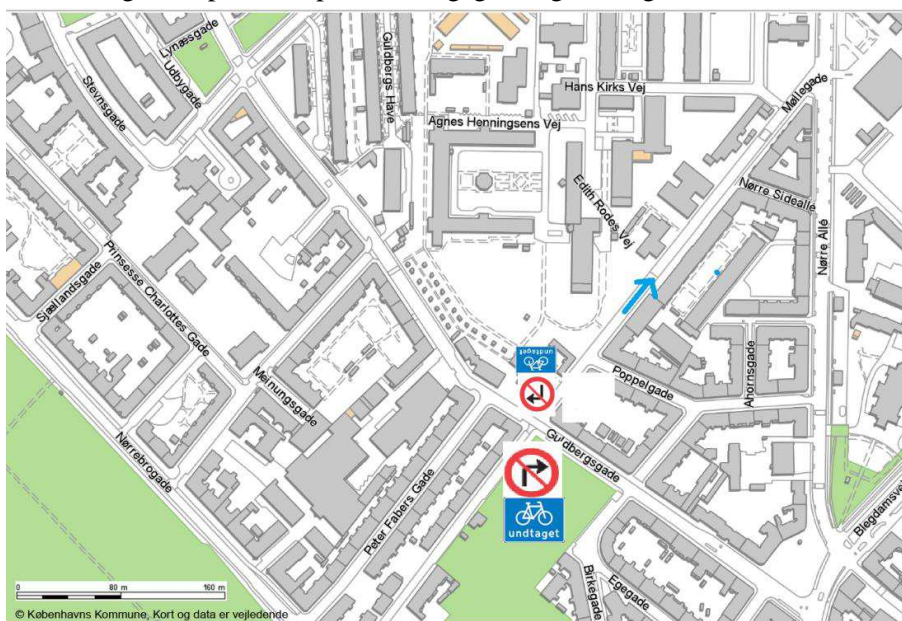 Lynæsgade
Udbygade
Stevnsgade
Guldbergs Have
Hans Kirks Vej
Møllegade
Agnes Henningsens Vej
Nørre Sideallé
Edith Rodes Vej
Nørre Allé
Prinsesse Charlottes Gade
Sjællandsgade
Meinungsgade
undtaget
Poppelgade
Ahornsgade
Guldbergsgade
Nørrebrogade
Peter Fabers Gade
undtaget
Blegdamsvej
Birkegade
Egegade
0 80 m 160 m
© Københavns Kommune, Kort og data er vejledende